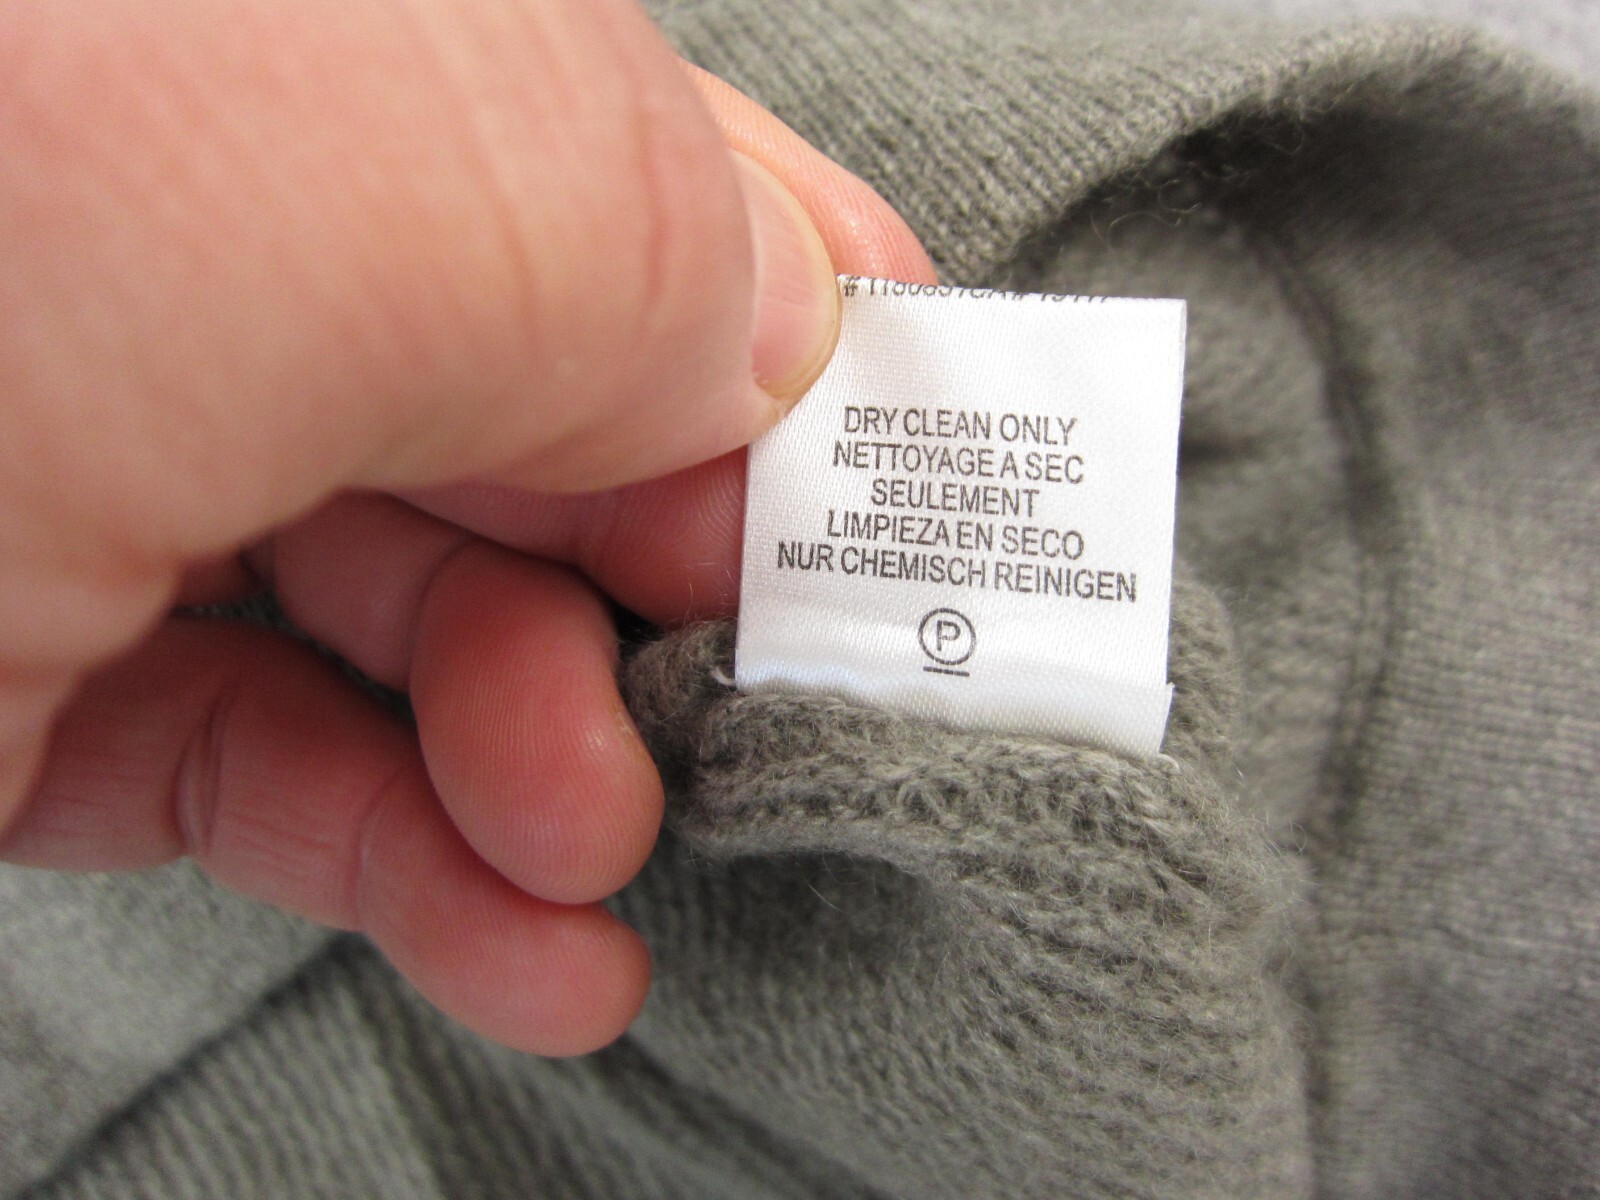 DRY CLEAN ONLY
NETTOYAGE A SEC
SEULEMENT
LIMPIEZA EN SECO
NUR CHEMISCH REINIGEN
P